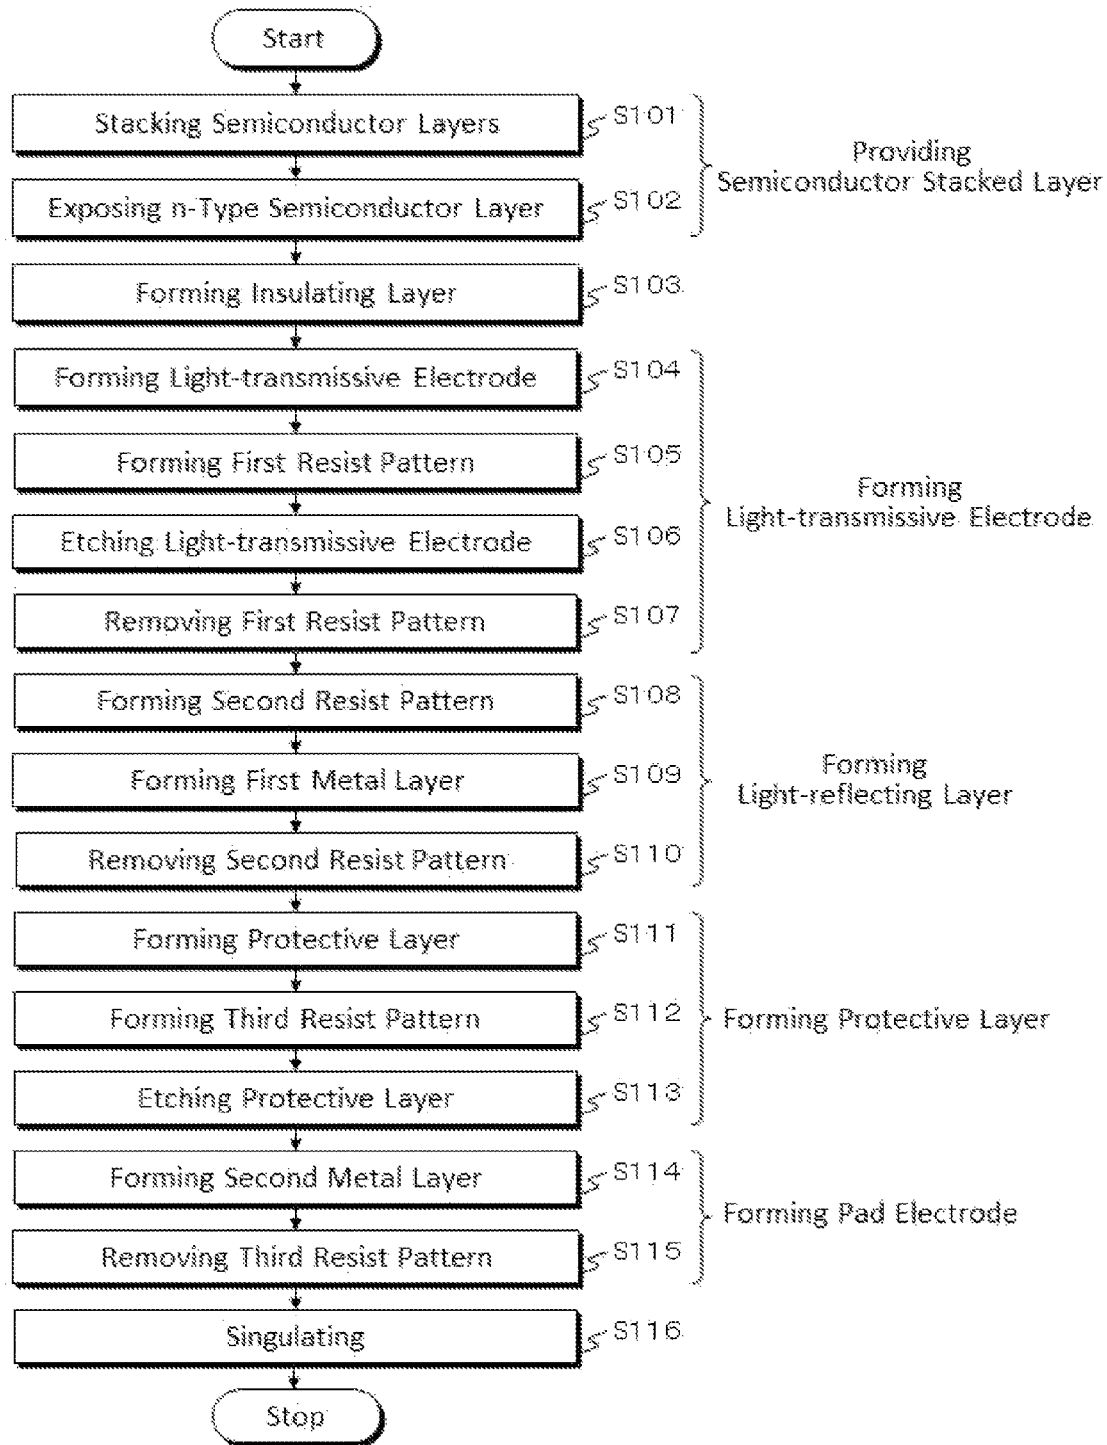 Start
Stacking Semiconductor Layers
S101
Exposing n-Type Semiconductor Layer
S102
Providing
Semiconductor Stacked Layer
Forming Insulating Layer
S103
Forming Light-transmissive Electrode
S104
Forming First Resist Pattern
S105
Etching Light-transmissive Electrode
S106
Removing First Resist Pattern
S107
Forming
Light-transmissive Electrode
Forming Second Resist Pattern
S108
Forming First Metal Layer
S109
Removing Second Resist Pattern
S110
Forming
Light-reflecting Layer
Forming Protective Layer
S111
Forming Third Resist Pattern
S112
Etching Protective Layer
S113
Forming Protective Layer
Forming Second Metal Layer
S114
Removing Third Resist Pattern
S115
Forming Pad Electrode
Singulating
S116
Stop